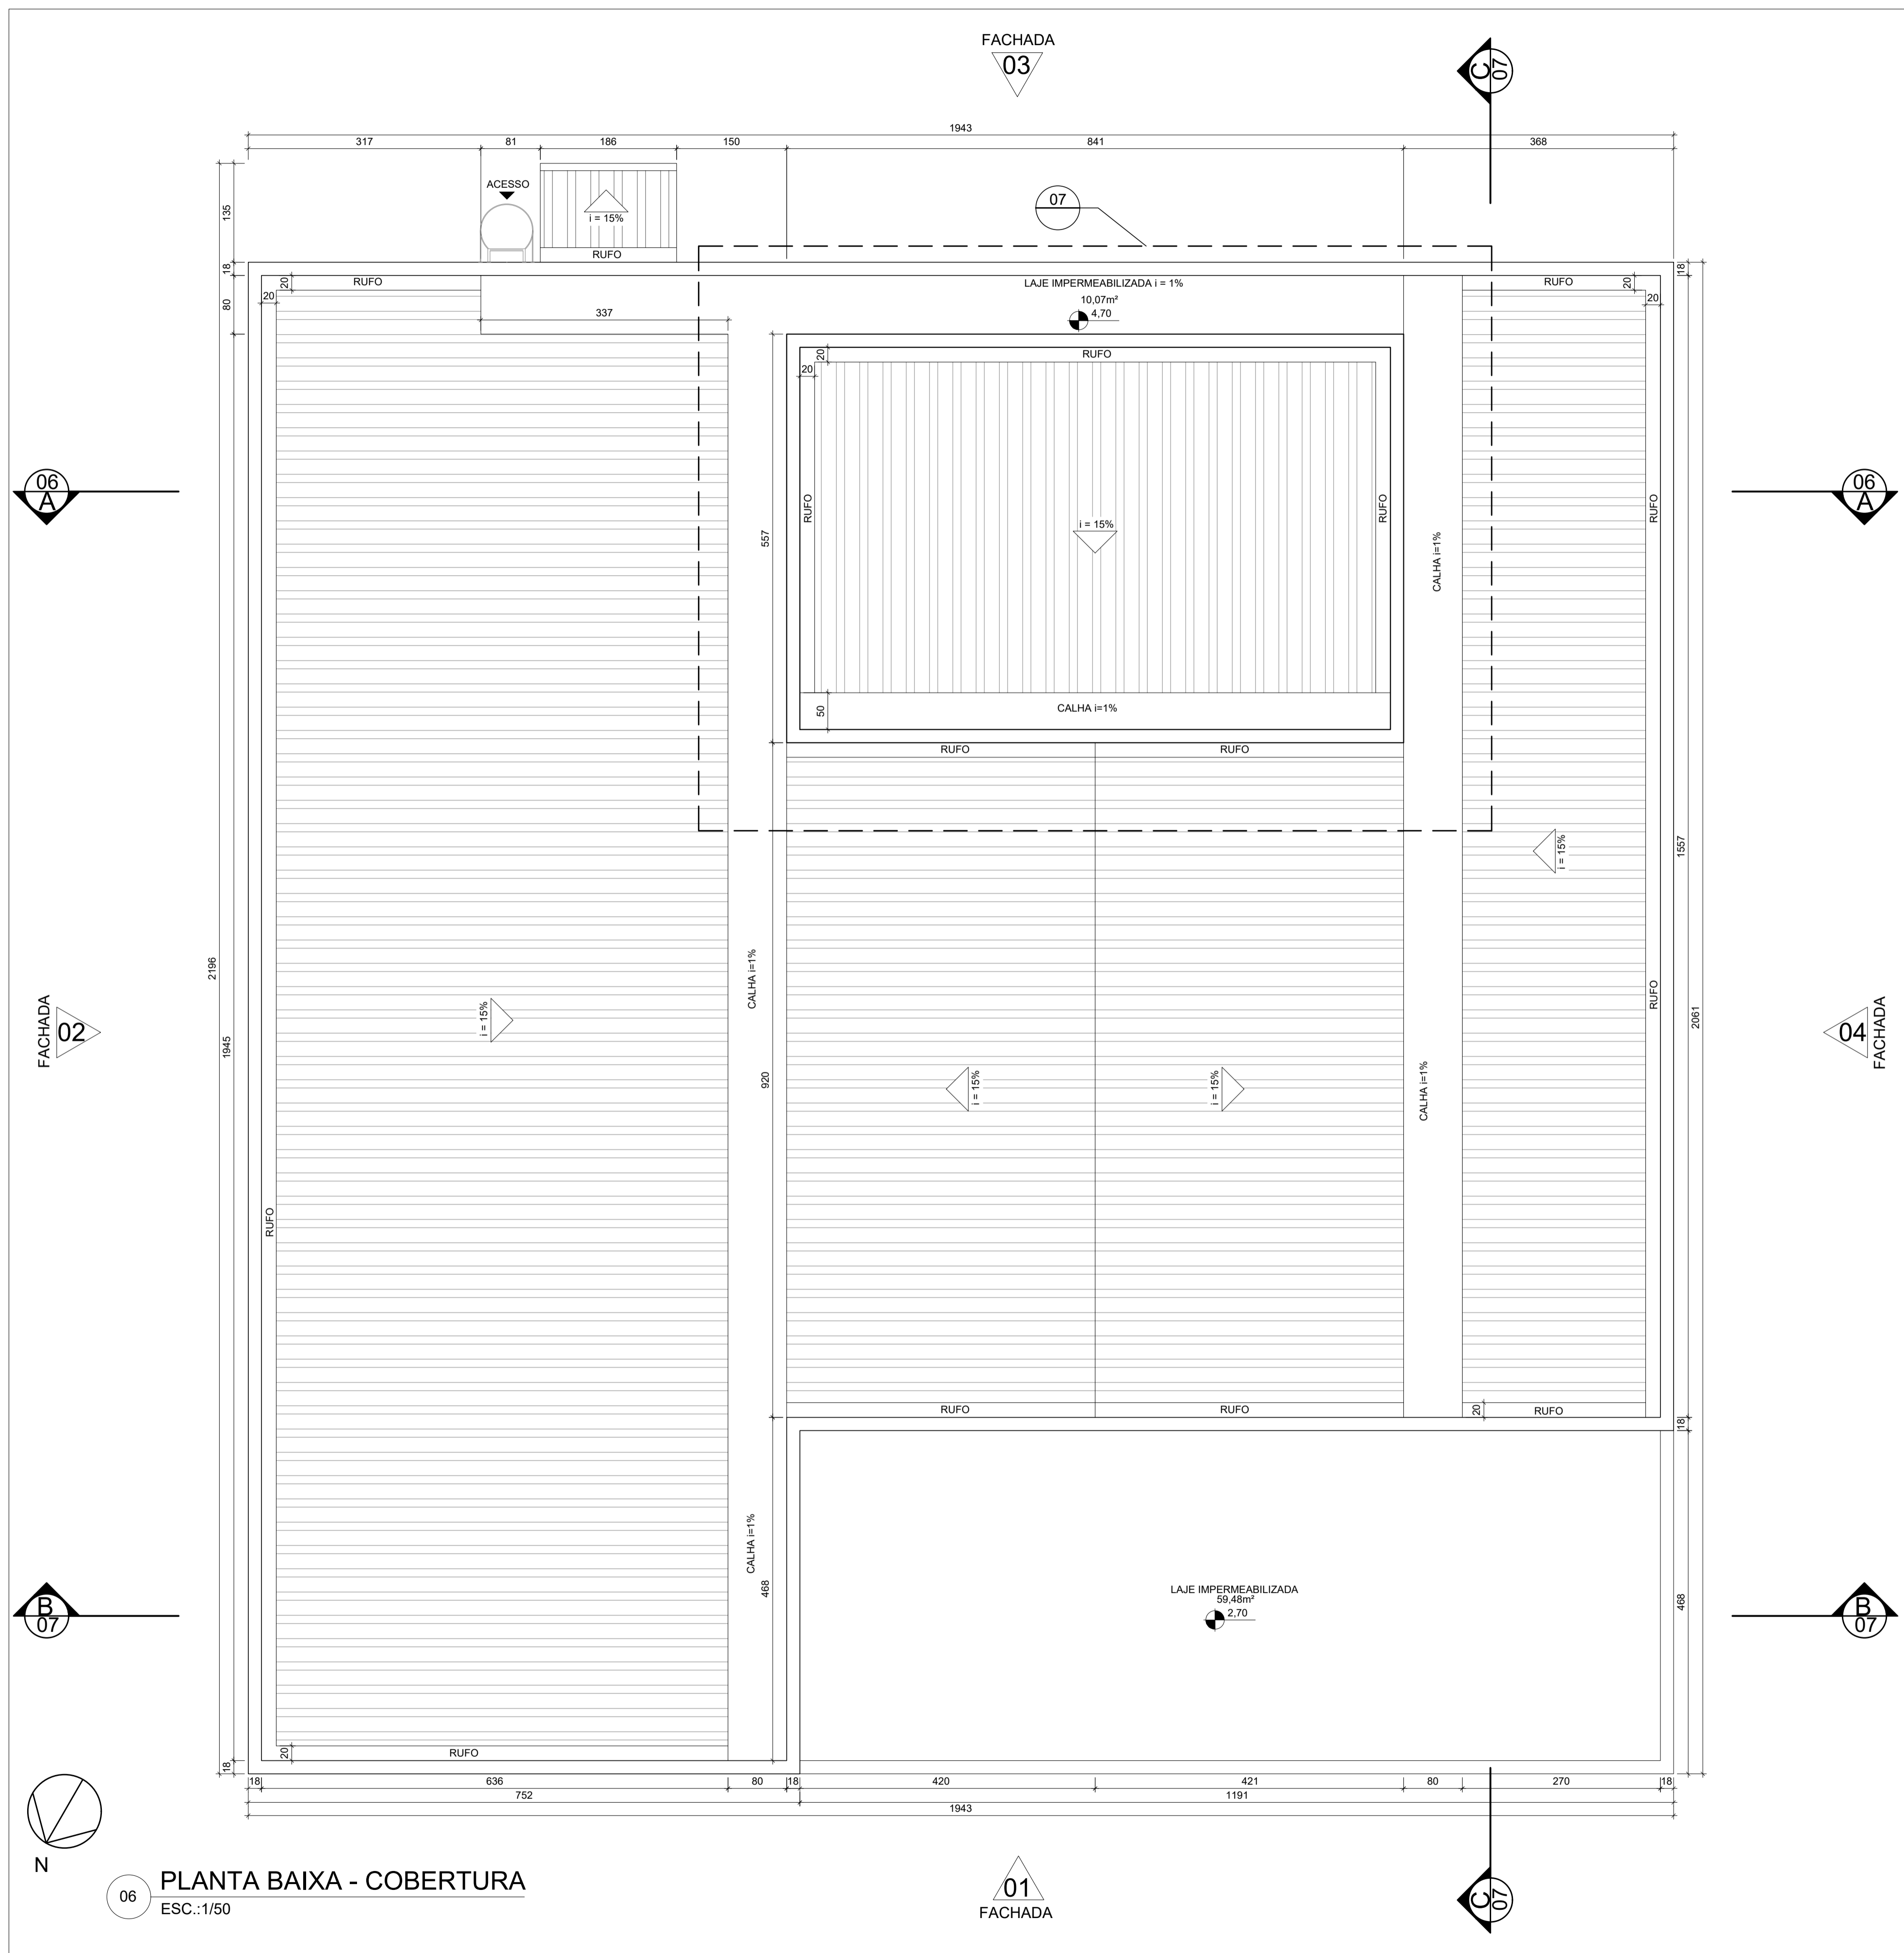 FACHADA
03
C
07
1943
317
81
186
150
841
368
ACESSO
i = 15%
RUFO
07
135
18
80
20
20
RUFO
337
LAJE IMPERMEABILIZADA i = 1%
10,07m²
4,70
RUFO
20
20
18
20
20
RUFO
06
A
RUFO
i = 15%
RUFO
557
CALHA i=1%
RUFO
06
A
50
CALHA i=1%
RUFO
RUFO
i = 15%
1557
2196
1945
FACHADA
02
i = 15%
CALHA i=1%
920
i = 15%
i = 15%
CALHA i=1%
RUFO
2061
04
FACHADA
RUFO
RUFO
RUFO
20
RUFO
18
CALHA i=1%
468
LAJE IMPERMEABILIZADA
59,48m²
2,70
468
B
07
B
07
20
RUFO
18
18
636
80
18
420
421
80
270
18
752
1191
1943
N
06
PLANTA BAIXA - COBERTURA
ESC.:1/50
01
FACHADA
C
07